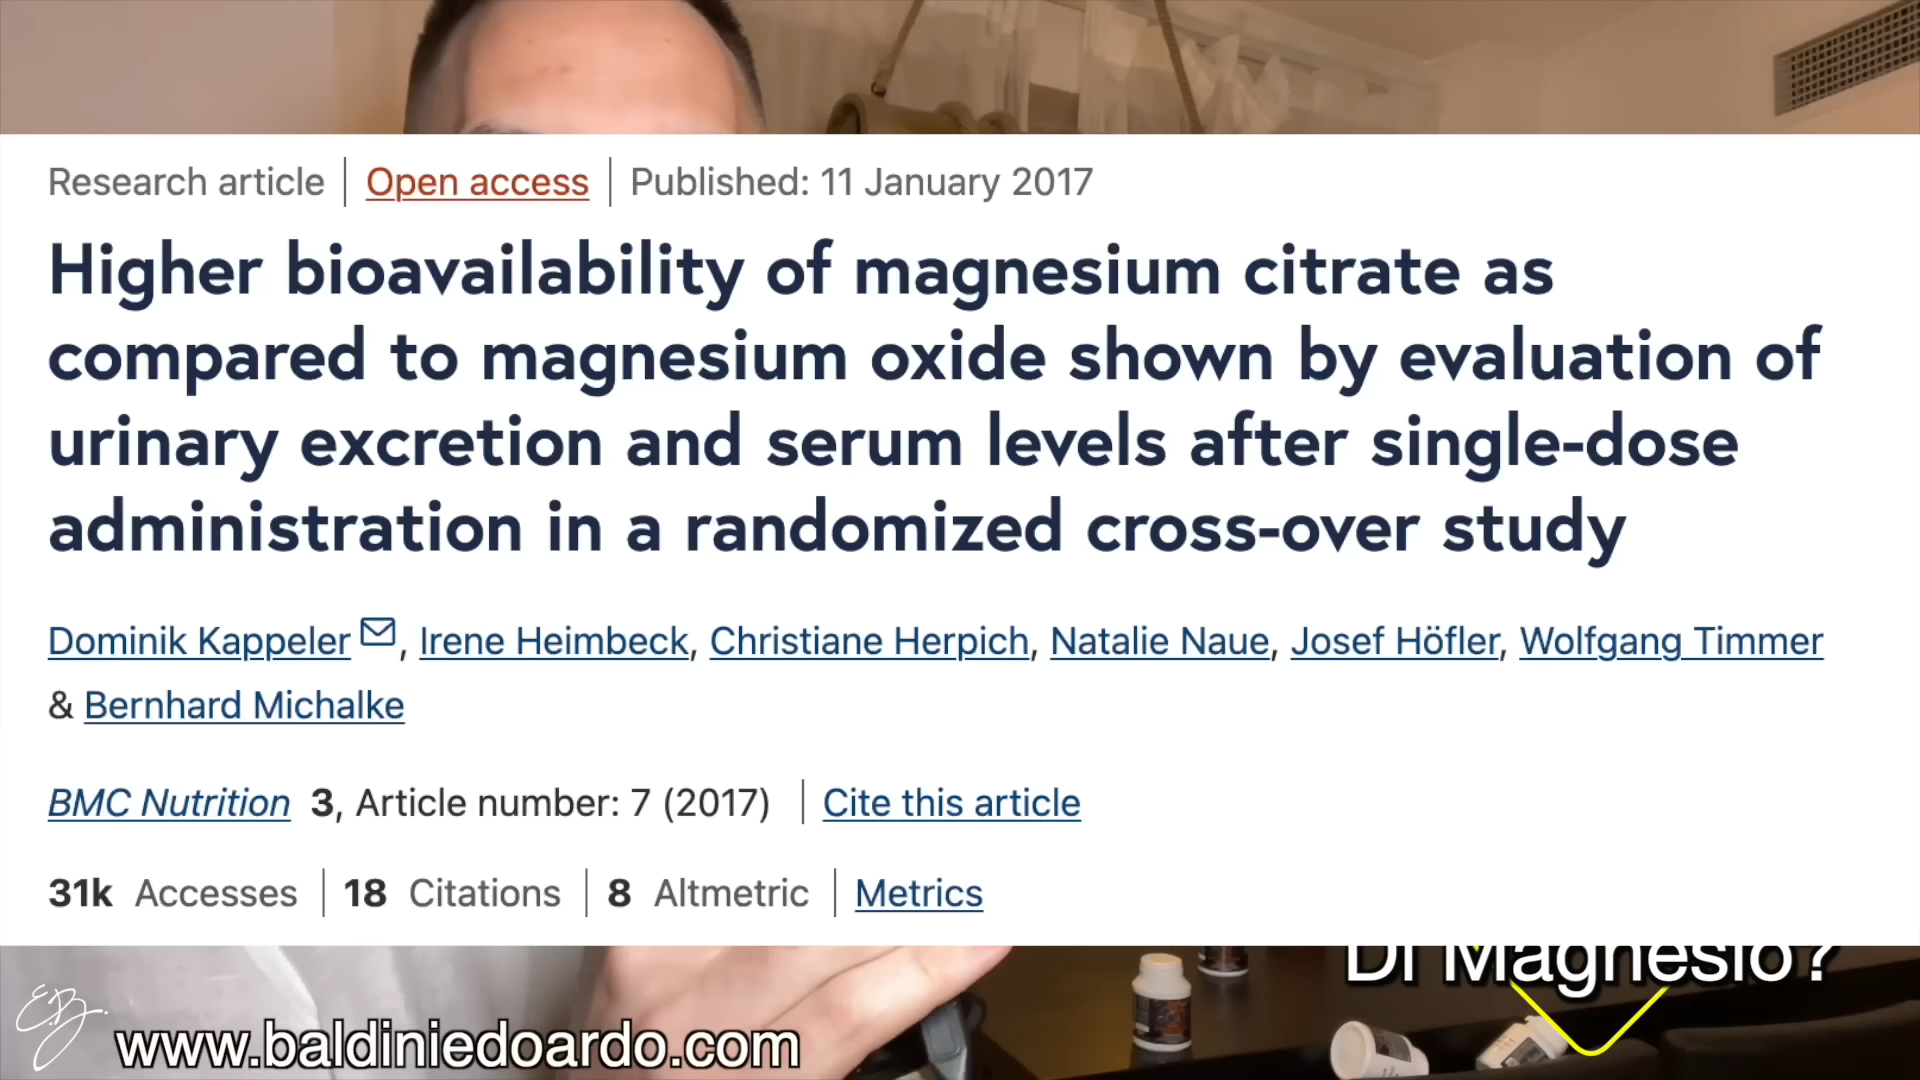 Research article | Open access | Published: 11 January 2017
Higher bioavailability of magnesium citrate as
compared to magnesium oxide shown by evaluation of
urinary excretion and serum levels after single-dose
administration in a randomized cross-over study
Dominik Kappeler, Irene Heimbeck, Christiane Herpich, Natalie Naue, Josef Höfler, Wolfgang Timmer
& Bernhard Michalke
BMC Nutrition 3, Article number: 7 (2017) | Cite this article
31k Accesses | 18 Citations | 8 Altmetric | Metrics
Di Magnesio?
E.B.
www.baldiniedoardo.com